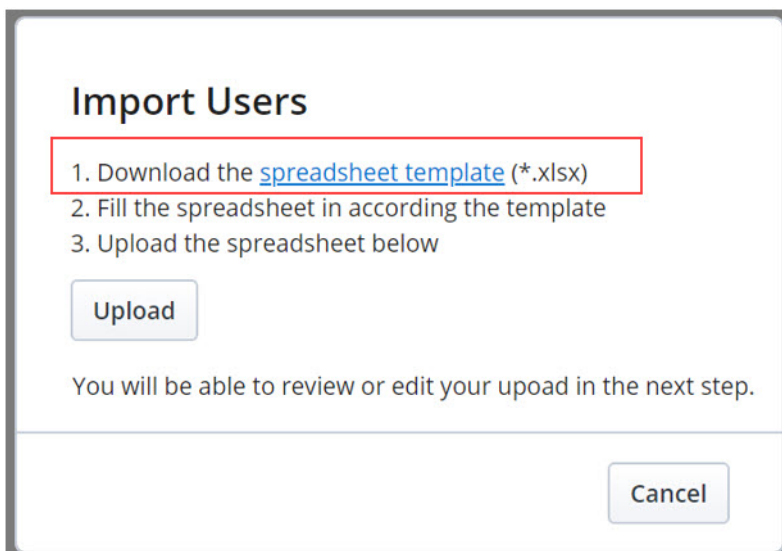 Import Users
1. Download the spreadsheet template (*.xlsx)
2. Fill the spreadsheet in according the template
3. Upload the spreadsheet below
Upload
You will be able to review or edit your upoad in the next step.
Cancel